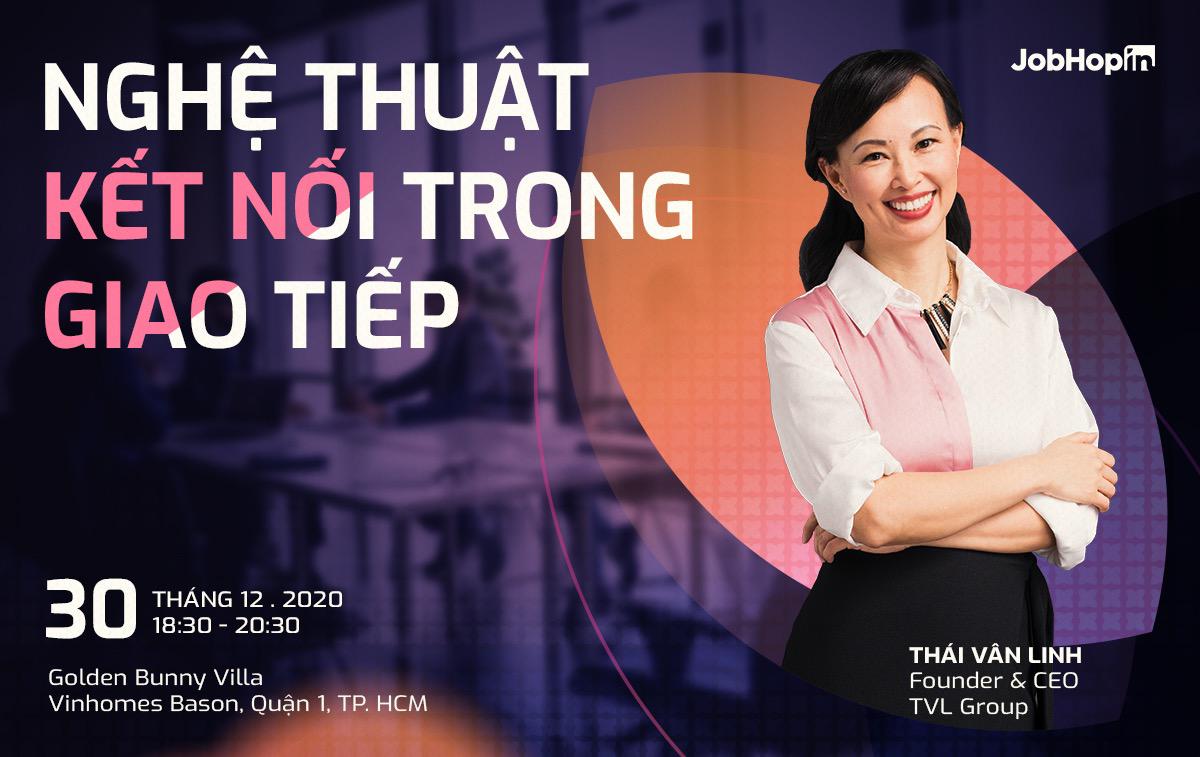 JobHopin
NGHỆ THUẬT
KẾT NỐI TRONG
GIAO TIẾP
30
THÁNG 12 . 2020
18:30 - 20:30
Golden Bunny Villa
Vinhomes Bason, Quận 1, TP. HCM
THÁI VÂN LINH
Founder & CEO
TVL Group